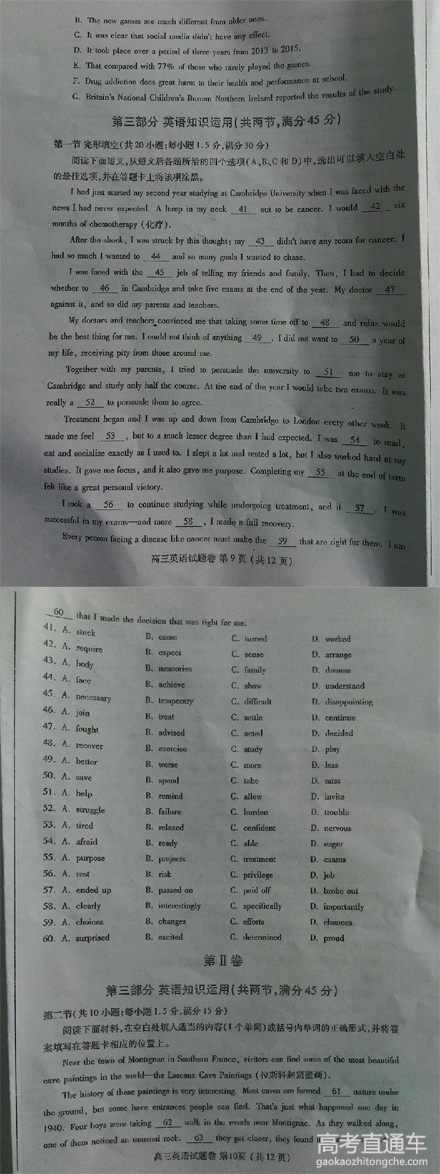 B. The new games are much different from older ones.
C. It was clear that social media didn't have any effect.
D. It took place over a period of three years from 2013 to 2015.
E. That compared with 77% of those who rarely played the games.
F. Drug addiction does great harm to their health and performance at school.
G. Britain's National Children's Bureau Northern Ireland reported the results of the study.
第三部分 英语知识运用(共两节,满分 45 分)
第一节 完形填空(共 20 小题;每小题 1.5 分,满分 30 分)
阅读下面短文,从短文后各题所给的四个选项(A、B、C 和 D)中,选出可以填入空白处
的最佳选项,并在答题卡上将该项涂黑。
I had just started my second year studying at Cambridge University when I was faced with the
news I had never expected. A lump in my neck 41 out to be cancer. I would 42 six
months of chemotherapy (化疗).
After the shock, I was struck by this thought: my 43 didn't have any room for cancer. I
had so much I wanted to 44 and so many goals I wanted to chase.
I was faced with the 45 job of telling my friends and family. Then, I had to decide
whether to 46 in Cambridge and take five exams at the end of the year. My doctor 47
against it, and so did my parents and teachers.
My doctors and teachers convinced me that taking some time off to 48 and relax would
be the best thing for me. I could not think of anything 49. I did not want to 50 a year of
my life, receiving pity from those around me.
Together with my parents, I tried to persuade the university to 51 me to stay at
Cambridge and study only half the course. At the end of the year I would take two exams. It was
really a 52 to persuade them to agree.
Treatment began and I was up and down from Cambridge to London every other week. It
made me feel 53, but to a much lesser degree than I had expected. I was 54 to read,
eat and socialize exactly as I used to. I slept a lot and rested a lot, but I also worked hard at my
studies. It gave me focus, and it also gave me purpose. Completing my 55 at the end of term
felt like a great personal victory.
I took a 56 to continue studying while undergoing treatment, and it 57. I was
successful in my exams—and more 58, I made a full recovery.
Every person facing a disease like cancer must make the 59 that are right for them. I am
高三英语试题卷 第 9 页 (共 12 页)
60 that I made the decision that was right for me.
41. A. stuck B. came C. turned D. worked
42. A. require B. expect C. sense D. arrange
43. A. body B. memories C. family D. dreams
44. A. face B. achieve C. show D. understand
45. A. necessary B. temporary C. difficult D. disappointing
46. A. join B. treat C. settle D. continue
47. A. fought B. advised C. acted D. decided
48. A. recover B. exercise C. study D. play
49. A. better B. worse C. more D. less
50. A. save B. spend C. take D. miss
51. A. help B. remind C. allow D. invite
52. A. struggle B. failure C. burden D. trouble
53. A. tired B. relaxed C. confident D. nervous
54. A. afraid B. ready C. able D. eager
55. A. purpose B. projects C. treatment D. exams
56. A. rest B. risk C. privilege D. job
57. A. ended up B. passed on C. paid off D. broke out
58. A. clearly B. interestingly C. specifically D. importantly
59. A. choices B. changes C. efforts D. chances
60. A. surprised B. excited C. determined D. proud
第 II 卷
第三部分 英语知识运用(共两节,满分 45 分)
第二节(共 10 小题;每小题 1.5 分,满分 15 分)
阅读下面材料,在空白处填入适当的内容(1 个单词)或括号内单词的正确形式,并将答
案填写在答题卡相应的位置上。
Near the town of Montignac in Southern France, visitors can find some of the most beautiful
cave paintings in the world—the Lascaux Cave Paintings (拉斯科洞窟壁画).
The history of these paintings is very interesting. Most caves are formed 61 nature under
the ground, but some have entrances people can find. That's just what happened one day in
1940. Four boys were taking 62 walk in the woods near Montignac. As they walked along,
one of them noticed an unusual rock. 63 they got closer, they found
高三英语试题卷 第10页 (共 12 页)
高考直通车
gaokaozhitongche.com